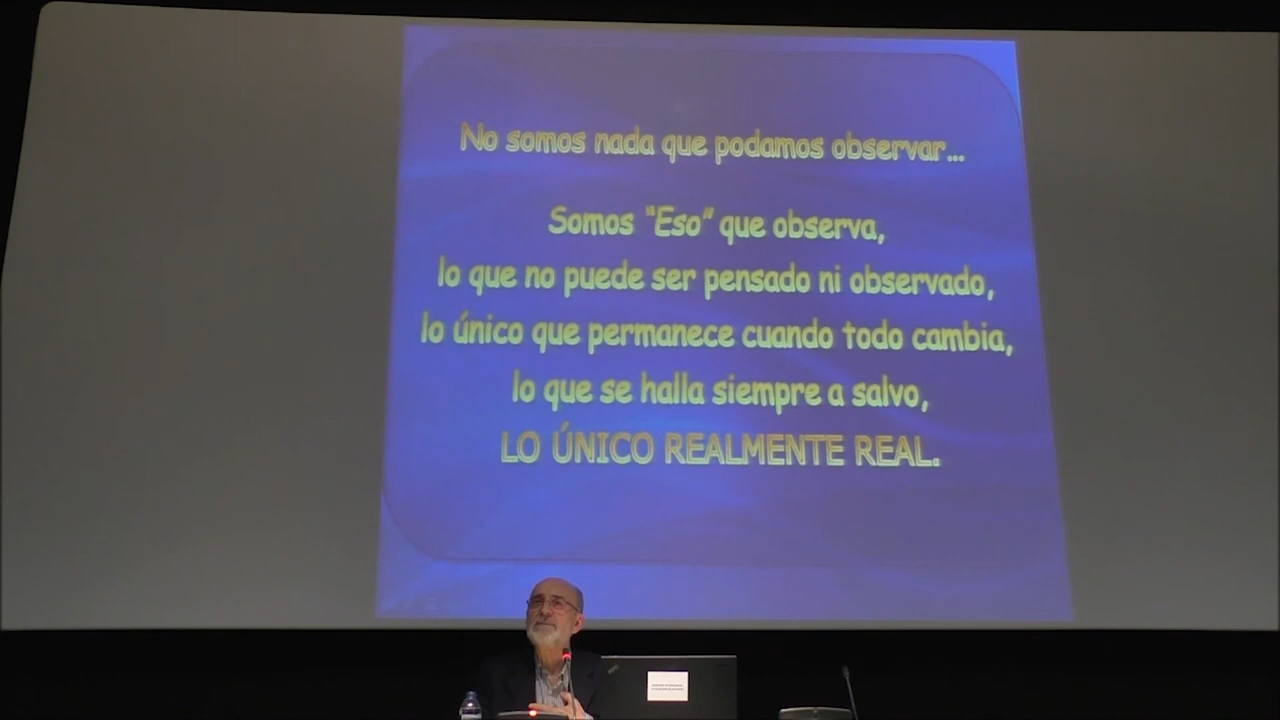 No somos nada que podamos observar...
Somos "Eso" que observa,
lo que no puede ser pensado ni observado,
lo único que permanece cuando todo cambia,
lo que se halla siempre a salvo,
LO ÚNICO REALMENTE REAL.